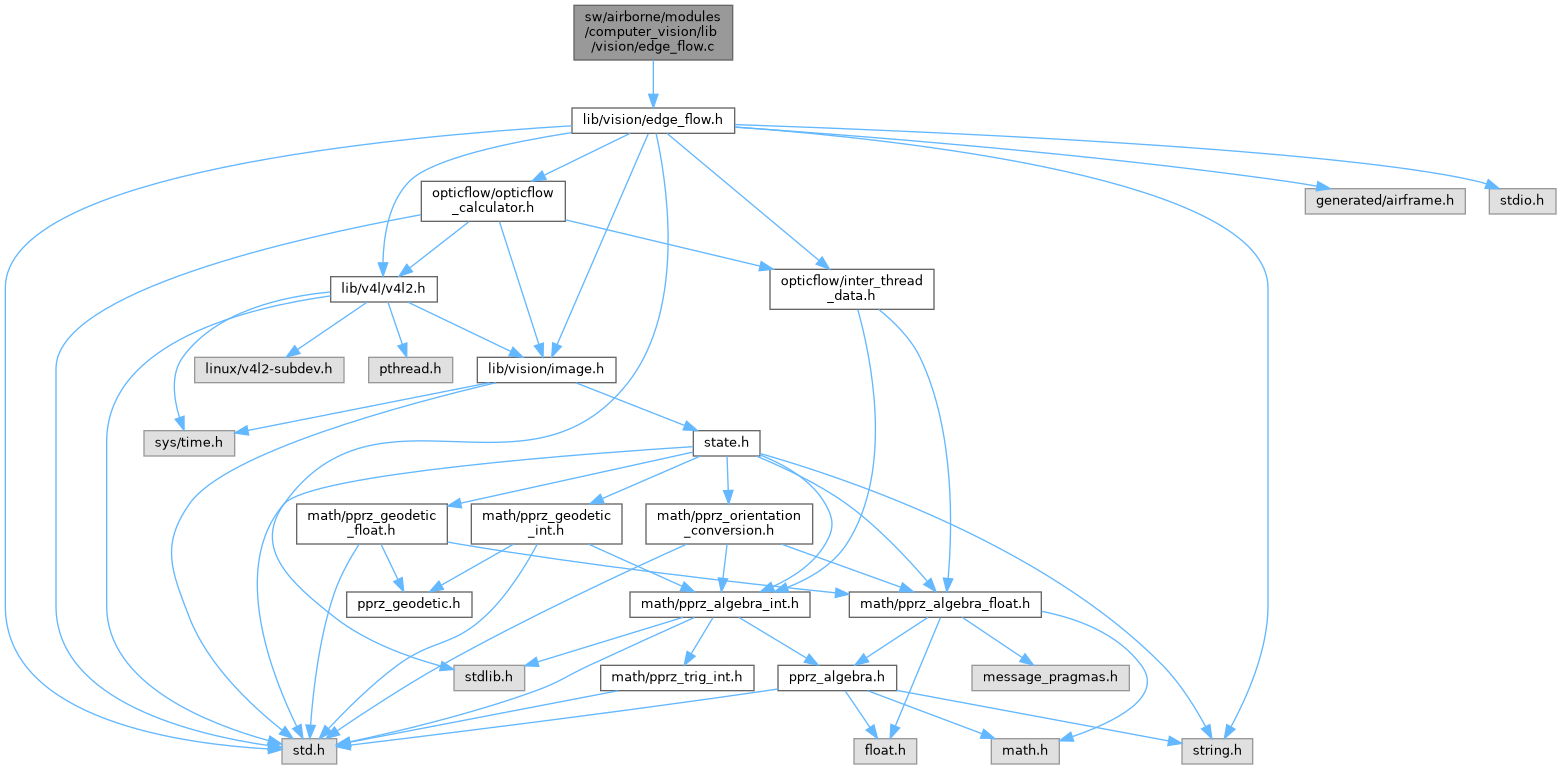 sw/airborne/modules
/computer_vision/lib
/vision/edge_flow.c
lib/vision/edge_flow.h
opticflow/opticflow
_calculator.h
generated/airframe.h
stdio.h
lib/v4l/v4l2.h
opticflow/inter_thread
_data.h
linux/v4l2-subdev.h
pthread.h
lib/vision/image.h
sys/time.h
state.h
math/pprz_geodetic
_float.h
math/pprz_geodetic
_int.h
math/pprz_orientation
_conversion.h
pprz_geodetic.h
math/pprz_algebra_int.h
math/pprz_algebra_float.h
stdlib.h
math/pprz_trig_int.h
pprz_algebra.h
message_pragmas.h
std.h
float.h
math.h
string.h